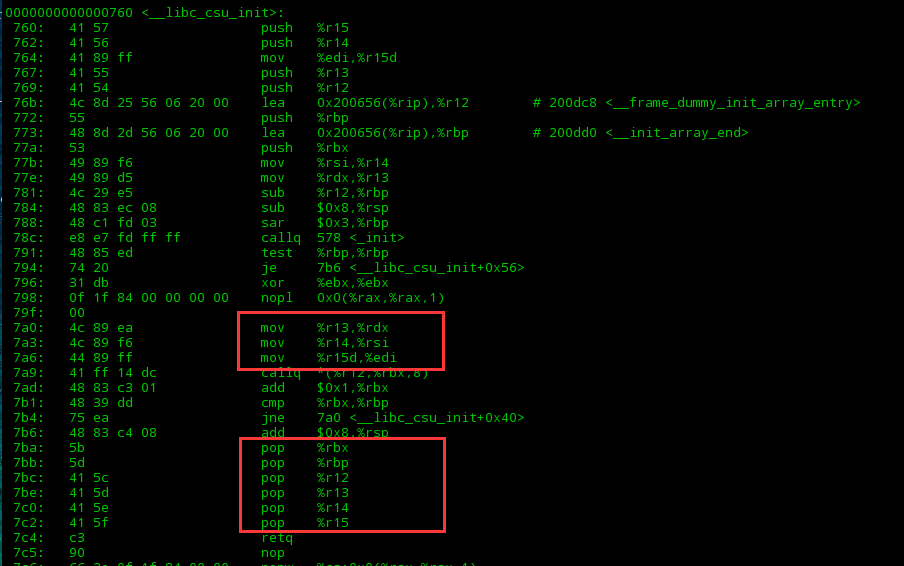 0000000000000760 <__libc_csu_init>:
760: 41 57 push %r15
762: 41 56 push %r14
764: 41 89 ff mov %edi,%r15d
767: 41 55 push %r13
769: 41 54 push %r12
76b: 4c 8d 25 56 06 20 00 lea 0x200656(%rip),%r12 # 200dc8 <__frame_dummy_init_array_entry>
772: 55 push %rbp
773: 48 8d 2d 56 06 20 00 lea 0x200656(%rip),%rbp # 200dd0 <__init_array_end>
77a: 53 push %rbx
77b: 49 89 f6 mov %rsi,%r14
77e: 49 89 d5 mov %rdx,%r13
781: 4c 29 e5 sub %r12,%rbp
784: 48 83 ec 08 sub $0x8,%rsp
788: 48 c1 fd 03 sar $0x3,%rbp
78c: e8 e7 fd ff ff callq 578 <_init>
791: 48 85 ed test %rbp,%rbp
794: 74 20 je 7b6 <__libc_csu_init+0x56>
796: 31 db xor %ebx,%ebx
798: 0f 1f 84 00 00 00 00 nopl 0x0(%rax,%rax,1)
79f: 00
7a0: 4c 89 ea mov %r13,%rdx
7a3: 4c 89 f6 mov %r14,%rsi
7a6: 44 89 ff mov %r15d,%edi
7a9: 41 ff 14 dc callq *(%r12,%rbx,8)
7ad: 48 83 c3 01 add $0x1,%rbx
7b1: 48 39 dd cmp %rbx,%rbp
7b4: 75 ea jne 7a0 <__libc_csu_init+0x40>
7b6: 48 83 c4 08 add $0x8,%rsp
7ba: 5b pop %rbx
7bb: 5d pop %rbp
7bc: 41 5c pop %r12
7be: 41 5d pop %r13
7c0: 41 5e pop %r14
7c2: 41 5f pop %r15
7c4: c3 retq
7c5: 90 nop